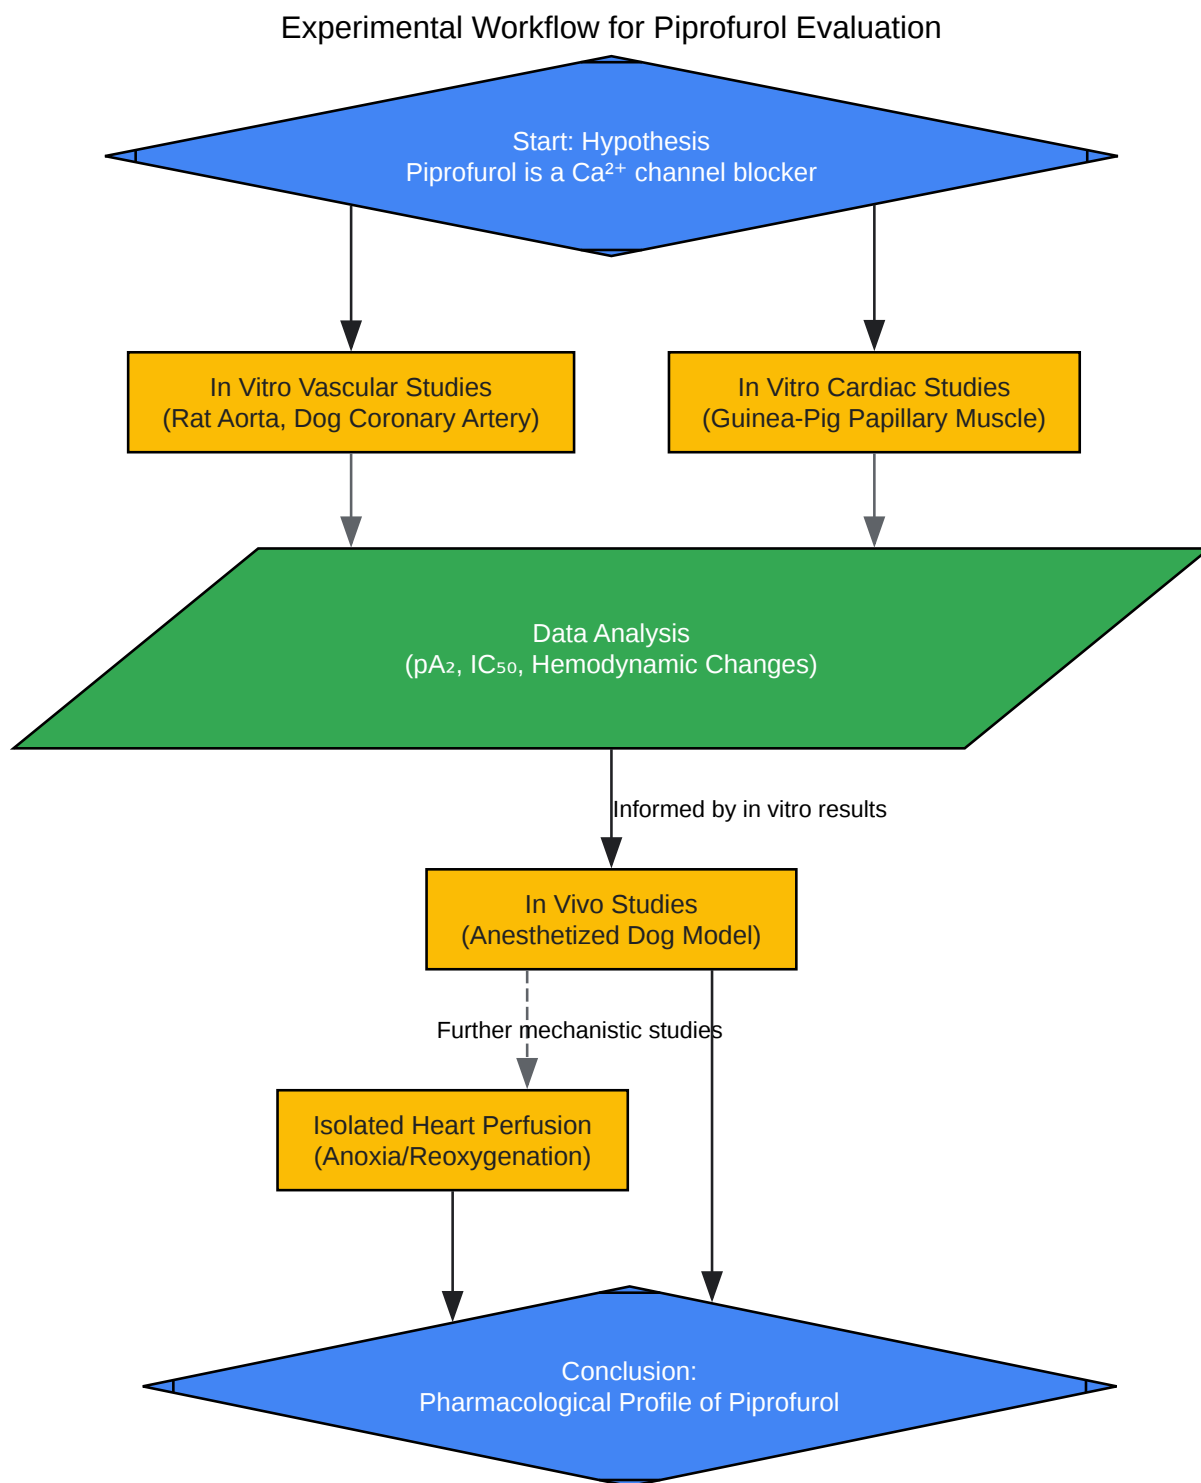 Experimental Workflow for Piprofurol Evaluation
Start: Hypothesis
Piprofurol is a Ca²⁺ channel blocker
In Vitro Vascular Studies
(Rat Aorta, Dog Coronary Artery)
In Vitro Cardiac Studies
(Guinea-Pig Papillary Muscle)
Data Analysis
(pA₂, IC₅₀, Hemodynamic Changes)
Informed by in vitro results
In Vivo Studies
(Anesthetized Dog Model)
Further mechanistic studies
Isolated Heart Perfusion
(Anoxia/Reoxygenation)
Conclusion:
Pharmacological Profile of Piprofurol